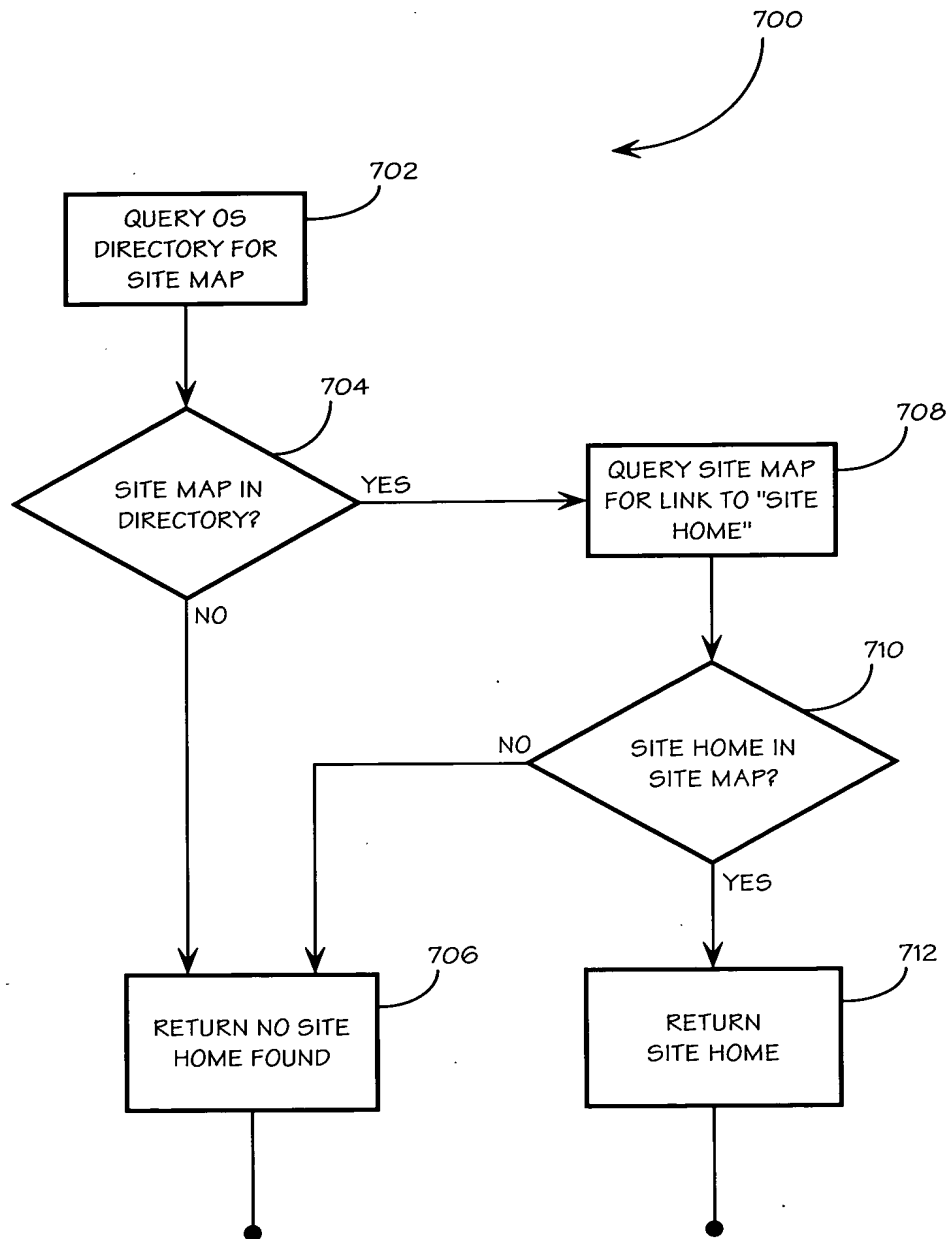 700
702
QUERY OS
DIRECTORY FOR
SITE MAP
704
SITE MAP IN
DIRECTORY?
YES
NO
708
QUERY SITE MAP
FOR LINK TO "SITE
HOME"
710
SITE HOME IN
SITE MAP?
NO
YES
706
RETURN NO SITE
HOME FOUND
712
RETURN
SITE HOME